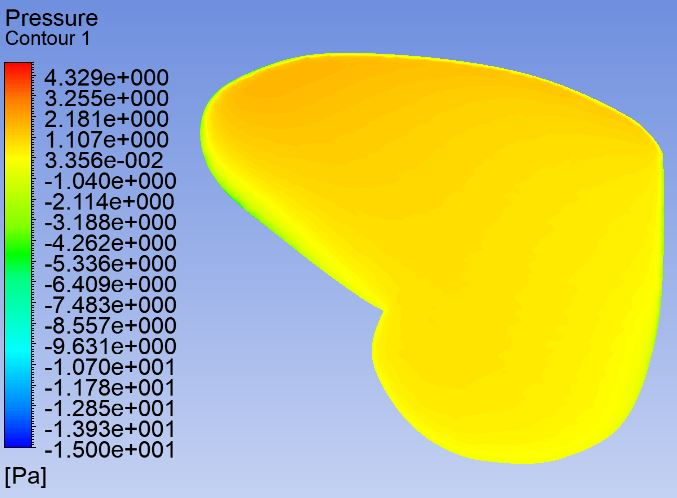 Pressure
Contour 1
4.329e+000
3.255e+000
2.181e+000
1.107e+000
3.356e-002
-1.040e+000
-2.114e+000
-3.188e+000
-4.262e+000
-5.336e+000
-6.409e+000
-7.483e+000
-8.557e+000
-9.631e+000
-1.070e+001
-1.178e+001
-1.285e+001
-1.393e+001
-1.500e+001
[Pa]